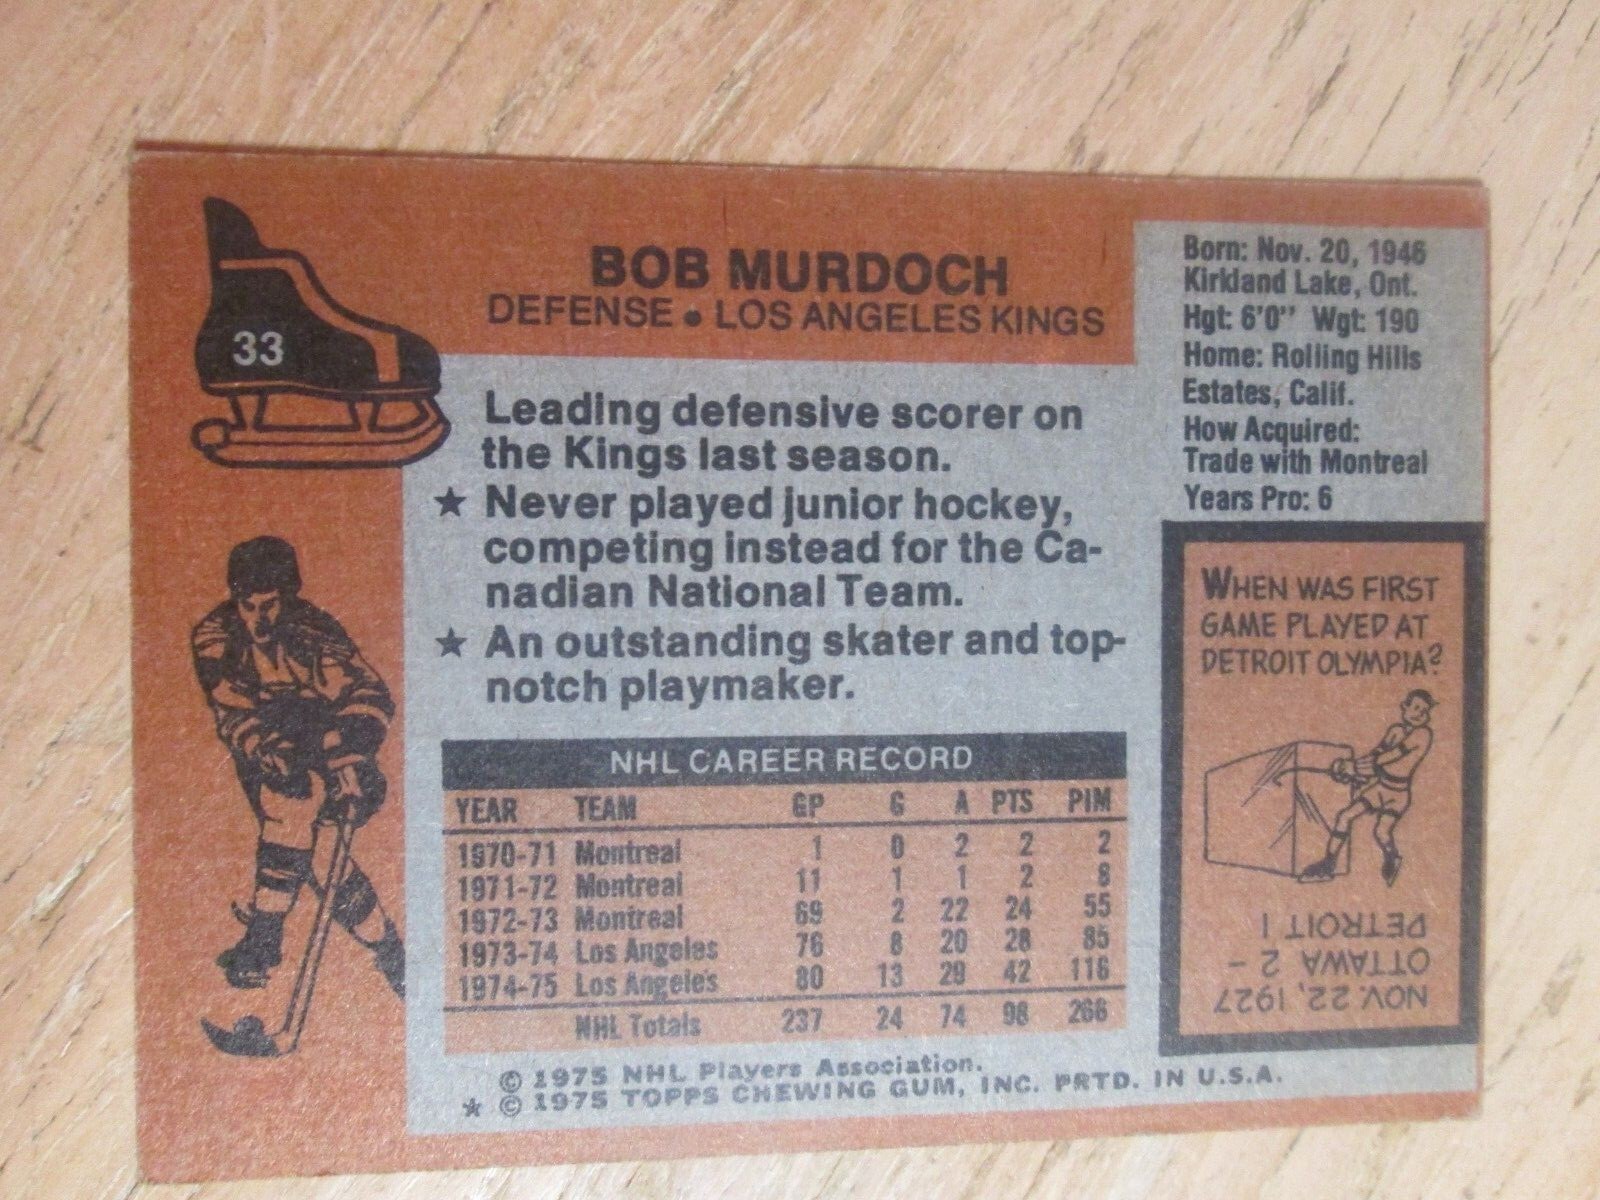 33
BOB MURDOCH
DEFENSE • LOS ANGELES KINGS
Leading defensive scorer on
the Kings last season.
★ Never played junior hockey,
competing instead for the Ca-
nadian National Team.
★ An outstanding skater and top-
notch playmaker.
NHL CAREER RECORD
YEAR TEAM GP G A PTS PIM
1970-71 Montreal 1 0 2 2 2
1971-72 Montreal 11 1 1 2 8
1972-73 Montreal 69 2 22 24 55
1973-74 Los Angeles 76 8 20 28 85
1974-75 Los Angeles 80 13 29 42 116
NHL Totals 237 24 74 98 266
© 1975 NHL Players Association.
★ © 1975 TOPPS CHEWING GUM, INC. PRTD. IN U.S.A.
Born: Nov. 20, 1946
Kirkland Lake, Ont.
Hgt: 6'0" Wgt: 190
Home: Rolling Hills
Estates, Calif.
How Acquired:
Trade with Montreal
Years Pro: 6
WHEN WAS FIRST
GAME PLAYED AT
DETROIT OLYMPIA?
NOV. 22, 1927
OTTAWA 2 -
DETROIT 1